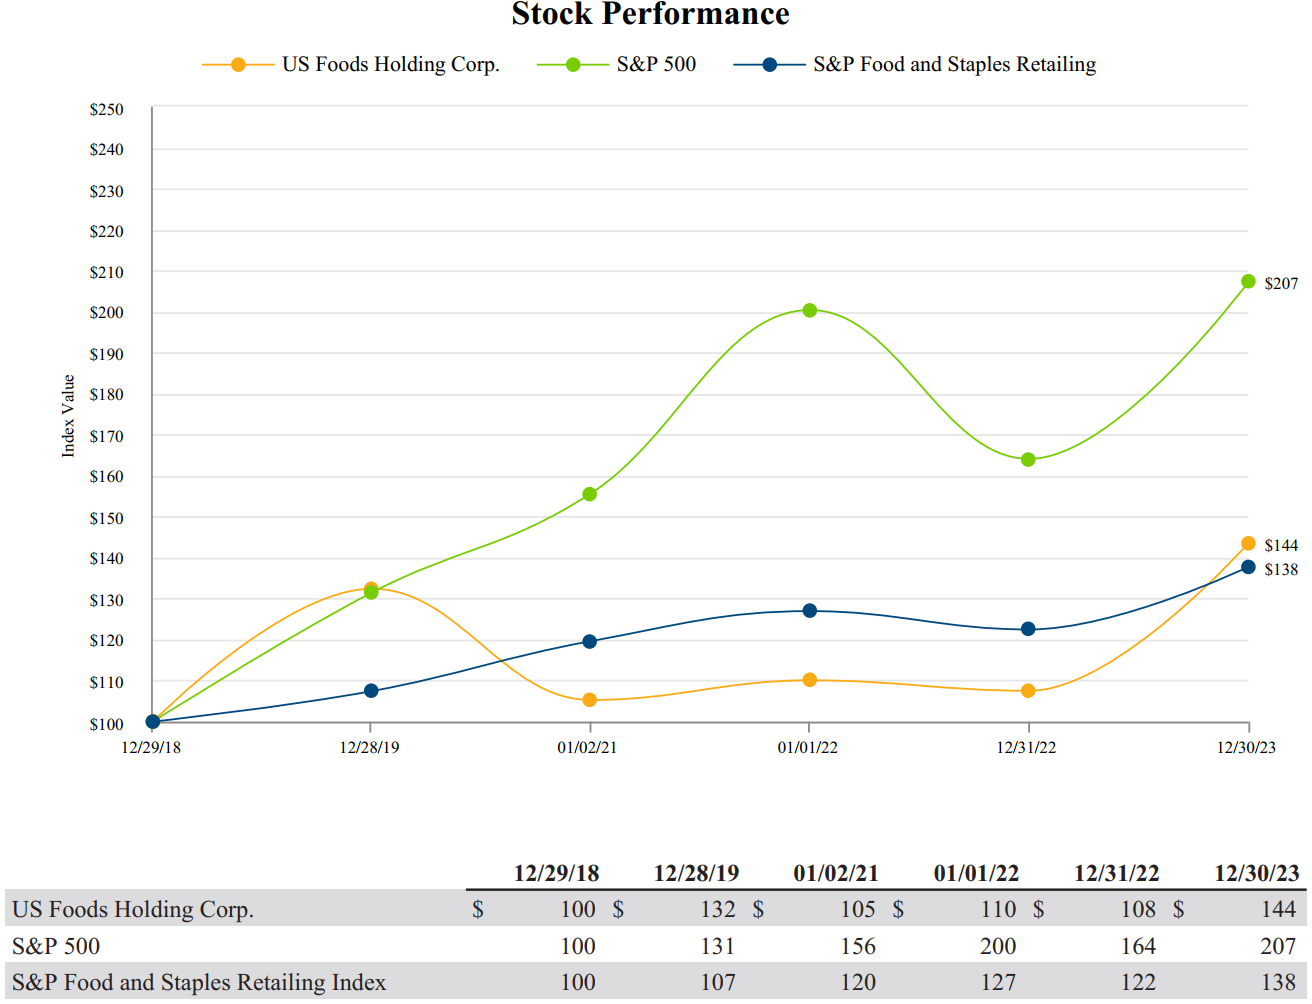 Stock Performance
US Foods Holding Corp. S&P 500 S&P Food and Staples Retailing
$250
$240
$230
$220
$210
$200
$190
$180
$170
$160
$150
$140
$130
$120
$110
$100
Index Value
$207
$144
$138
12/29/18 12/28/19 01/02/21 01/01/22 12/31/22 12/30/23
12/29/18 12/28/19 01/02/21 01/01/22 12/31/22 12/30/23
US Foods Holding Corp. $ 100 $ 132 $ 105 $ 110 $ 108 $ 144
S&P 500 100 131 156 200 164 207
S&P Food and Staples Retailing Index 100 107 120 127 122 138